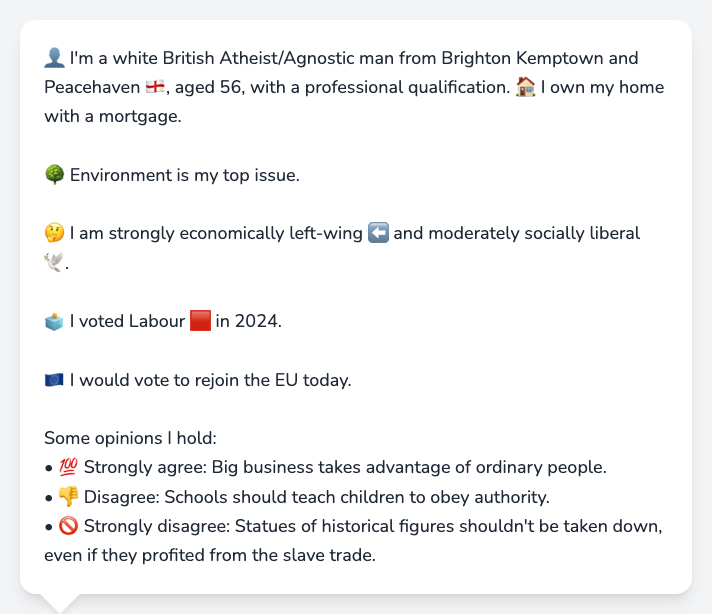 👤 I'm a white British Atheist/Agnostic man from Brighton Kemptown and
Peacehaven 🏴󠁧󠁢󠁥󠁮󠁧󠁿, aged 56, with a professional qualification. 🏠 I own my home
with a mortgage.
🌳 Environment is my top issue.
🤔 I am strongly economically left-wing ⬅️ and moderately socially liberal
🕊️.
🗳️ I voted Labour 🟥 in 2024.
🇪🇺 I would vote to rejoin the EU today.
Some opinions I hold:
• 💯 Strongly agree: Big business takes advantage of ordinary people.
• 👎 Disagree: Schools should teach children to obey authority.
• 🚫 Strongly disagree: Statues of historical figures shouldn't be taken down,
even if they profited from the slave trade.